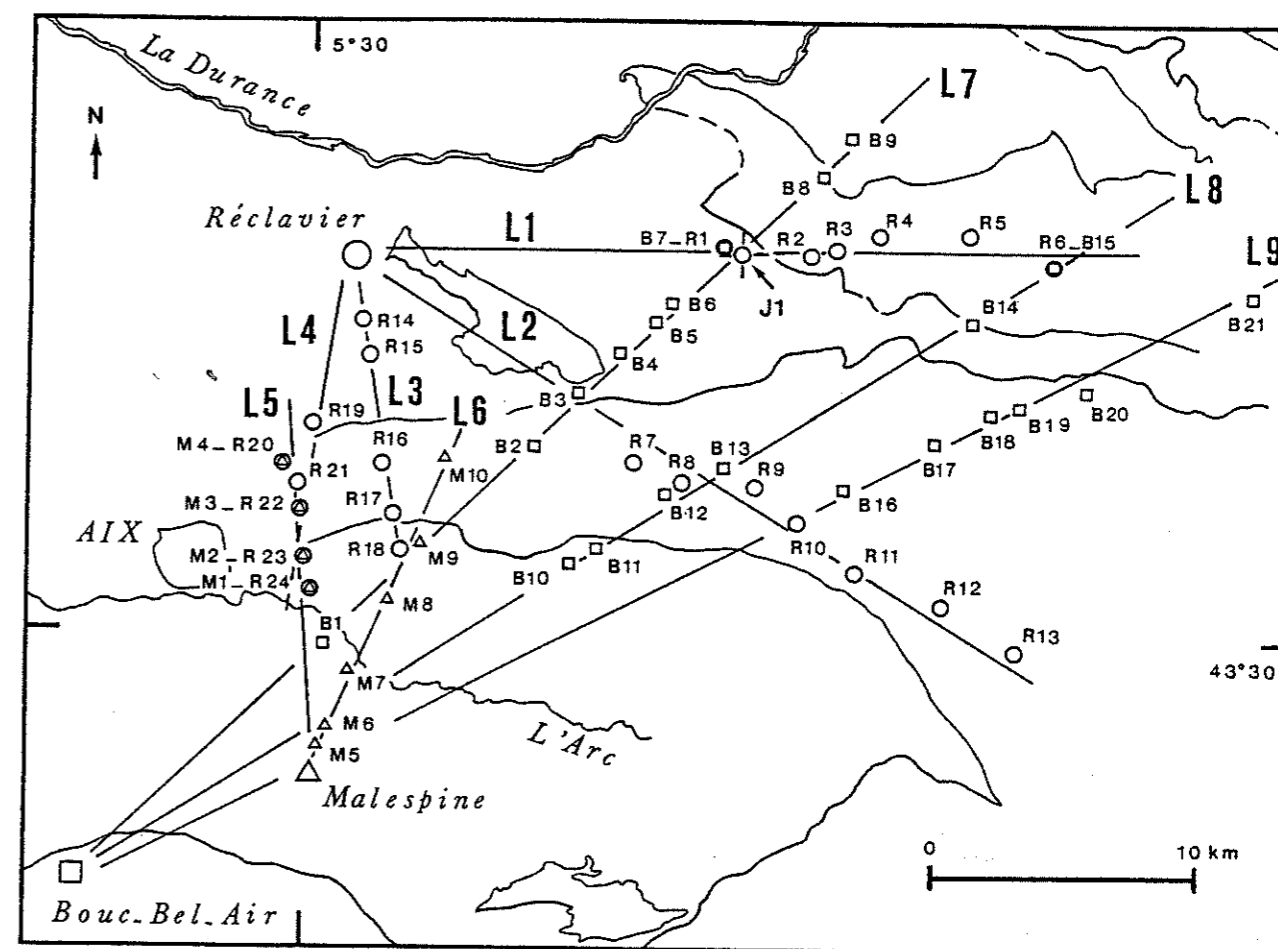 5°30
La Durance
N
L7
B9
B8
L8
Réclavier
L1
B7_R1
R2
R3
R4
R5
R6_B15
L9
J1
B6
B5
B14
B21
R14
L2
L4
R15
B4
L3
L5
R19
L6
B3
B20
B19
B18
M4_R20
R16
M10
B2
R7
B13
R8
R9
B17
R21
M3_R22
R17
B12
B16
AIX
M2_R23
R18
M9
B10
B11
R10
R11
M1_R24
M8
R12
B1
R13
M7
43°30
M6
L'Arc
M5
Malespine
0
10 km
Bouc_Bel_Air